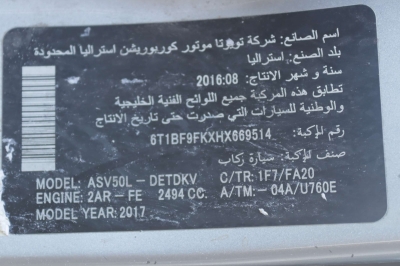 اسم الصانع: شركة تويوتا موتور كوربوريشن استراليا المحدودة
بلد الصنع: استراليا
سنة و شهر الانتاج: 2016:08
تطابق هذه المركبة جميع اللوائح الفنية الخليجية
والوطنية للسيارات التي صدرت حتى تاريخ الانتاج
رقم المركبة: 6T1BF9FKXHX669514
صنف المركبة: سيارة ركاب
MODEL: ASV50L - DETDKV C/TR: 1F7/FA20
ENGINE: 2AR - FE 2494 CC. A/TM: - 04A/U760E
MODEL YEAR: 2017